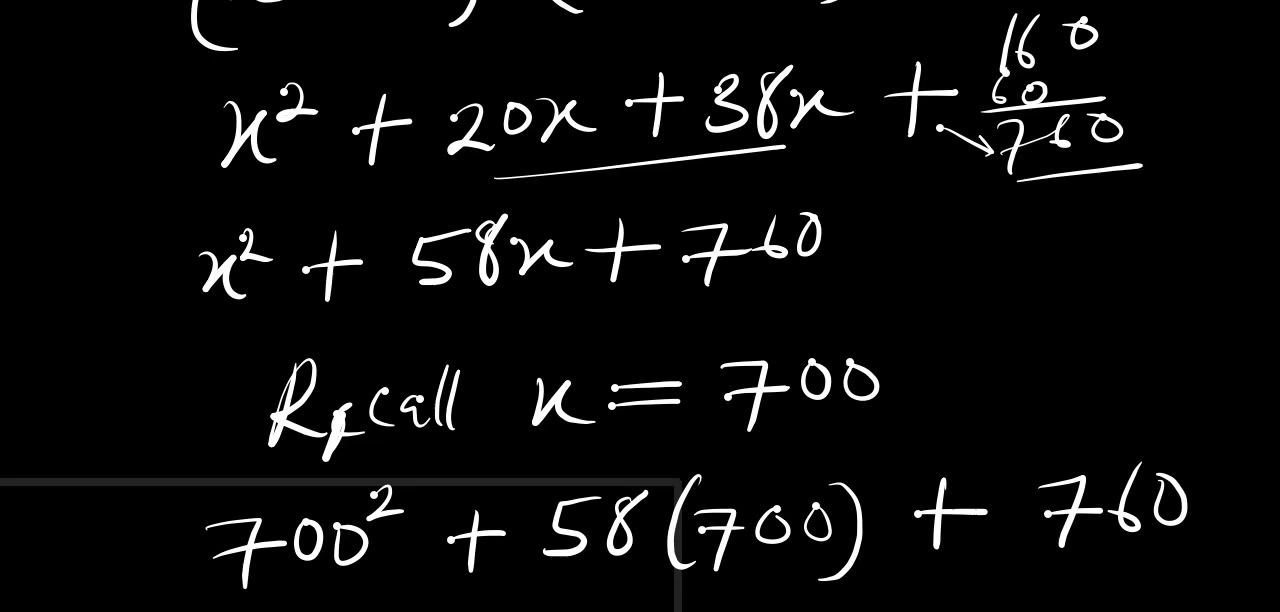 160
60
x² + 20x + 38x + 760
x² + 58x + 760
Recall x = 700
700² + 58(700) + 760